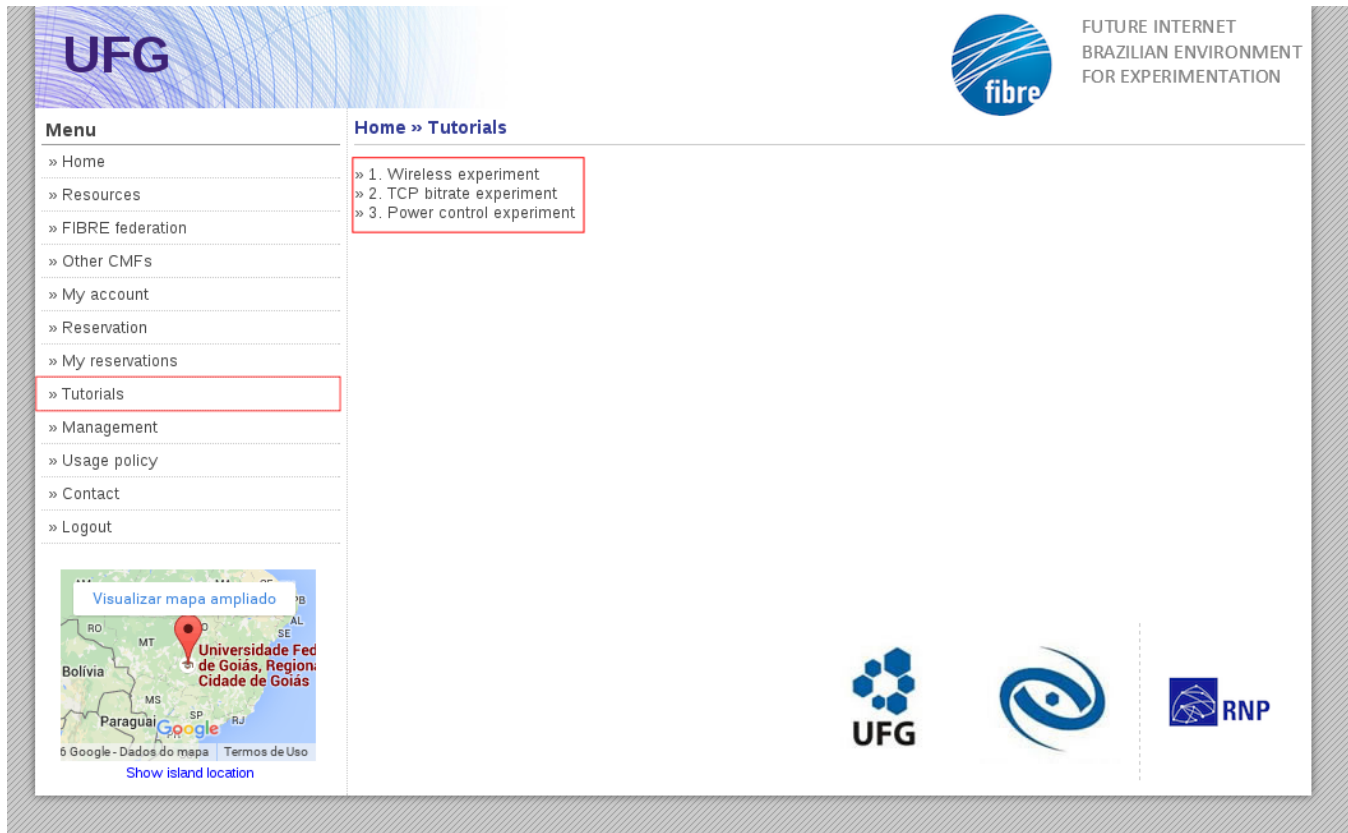 UFG
fibre
FUTURE INTERNET
BRAZILIAN ENVIRONMENT
FOR EXPERIMENTATION
Menu
» Home
» Resources
» FIBRE federation
» Other CMFs
» My account
» Reservation
» My reservations
» Tutorials
» Management
» Usage policy
» Contact
» Logout
Home » Tutorials
» 1. Wireless experiment
» 2. TCP bitrate experiment
» 3. Power control experiment
Visualizar mapa ampliado
PB
RO
AL
SE
MT
Universidade Fed
de Goiás, Region
Cidade de Goiás
Bolívia
MS
SP
RJ
Paraguai
Google
6 Google - Dados do mapa
Termos de Uso
Show island location
UFG
RNP